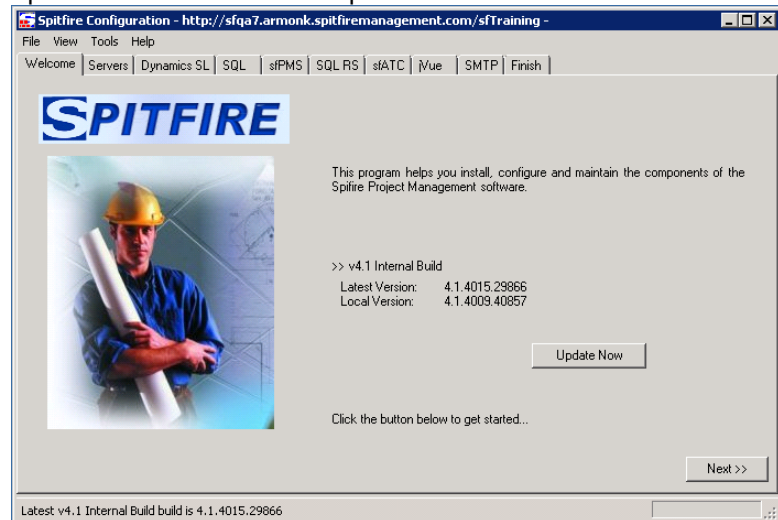 Spitfire Configuration - http://sfqa7.armonk.spitfiremanagement.com/sfTraining -
File View Tools Help
Welcome Servers Dynamics SL SQL sfPMS SQL RS sfATC jVue SMTP Finish
SPITFIRE
This program helps you install, configure and maintain the components of the
Spifire Project Management software.
>> v4.1 Internal Build
Latest Version: 4.1.4015.29866
Local Version: 4.1.4009.40857
Update Now
Click the button below to get started...
Next >>
Latest v4.1 Internal Build build is 4.1.4015.29866